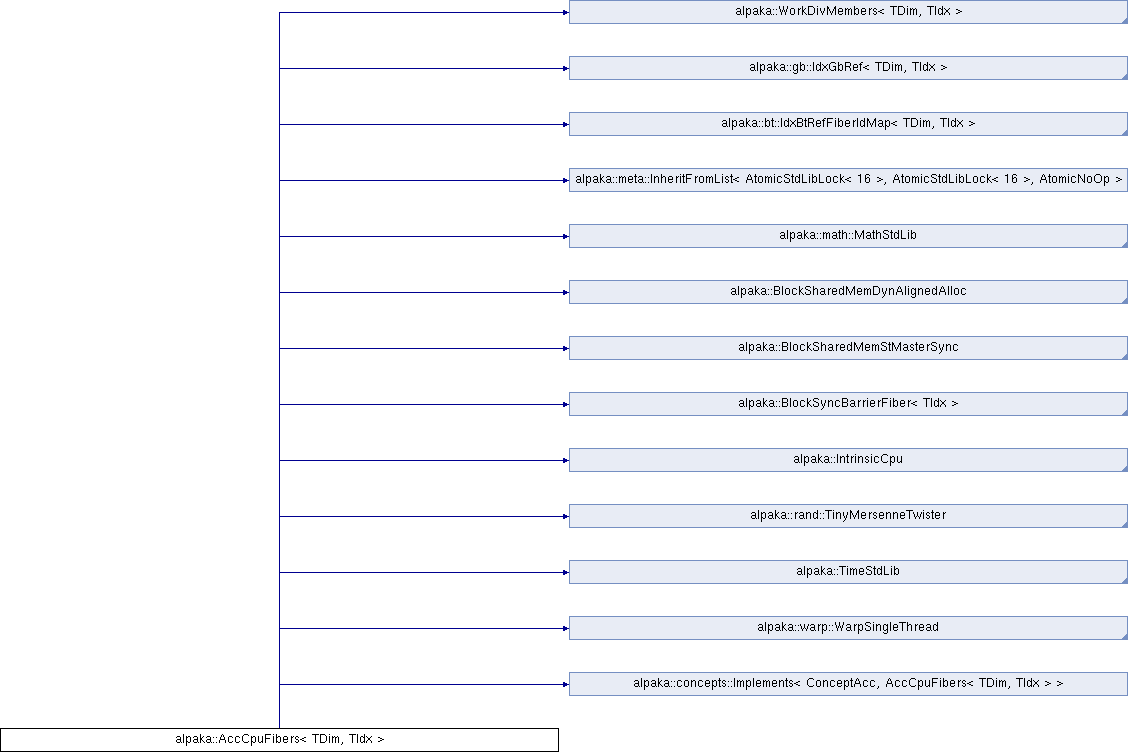 alpaka::WorkDivMembers< TDim, TIdx >
alpaka::gb::IdxGbRef< TDim, TIdx >
alpaka::bt::IdxBtRefFiberIdMap< TDim, TIdx >
alpaka::meta::InheritFromList< AtomicStdLibLock< 16 >, AtomicStdLibLock< 16 >, AtomicNoOp >
alpaka::math::MathStdLib
alpaka::BlockSharedMemDynAlignedAlloc
alpaka::BlockSharedMemStMasterSync
alpaka::BlockSyncBarrierFiber< TIdx >
alpaka::IntrinsicCpu
alpaka::rand::TinyMersenneTwister
alpaka::TimeStdLib
alpaka::warp::WarpSingleThread
alpaka::concepts::Implements< ConceptAcc, AccCpuFibers< TDim, TIdx > >
alpaka::AccCpuFibers< TDim, TIdx >